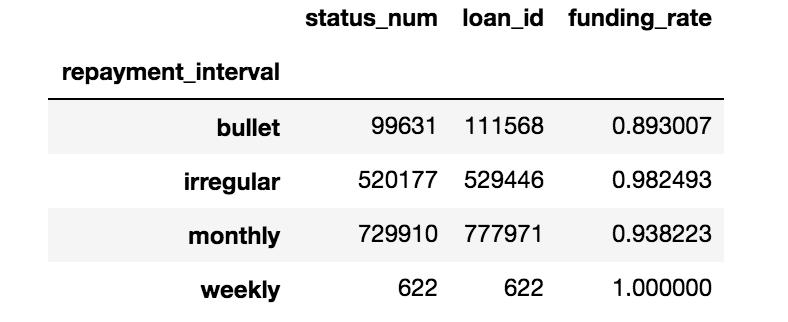 status_num loan_id funding_rate
repayment_interval
bullet 99631 111568 0.893007
irregular 520177 529446 0.982493
monthly 729910 777971 0.938223
weekly 622 622 1.000000